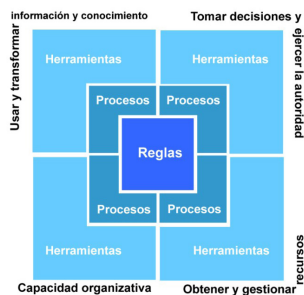 información y conocimiento
Usar y transformar
Tomar decisiones y
ejercer la autoridad
Herramientas
Herramientas
Procesos
Procesos
Reglas
Procesos
Procesos
Herramientas
Herramientas
Capacidad organizativa
Obtener y gestionar
recursos